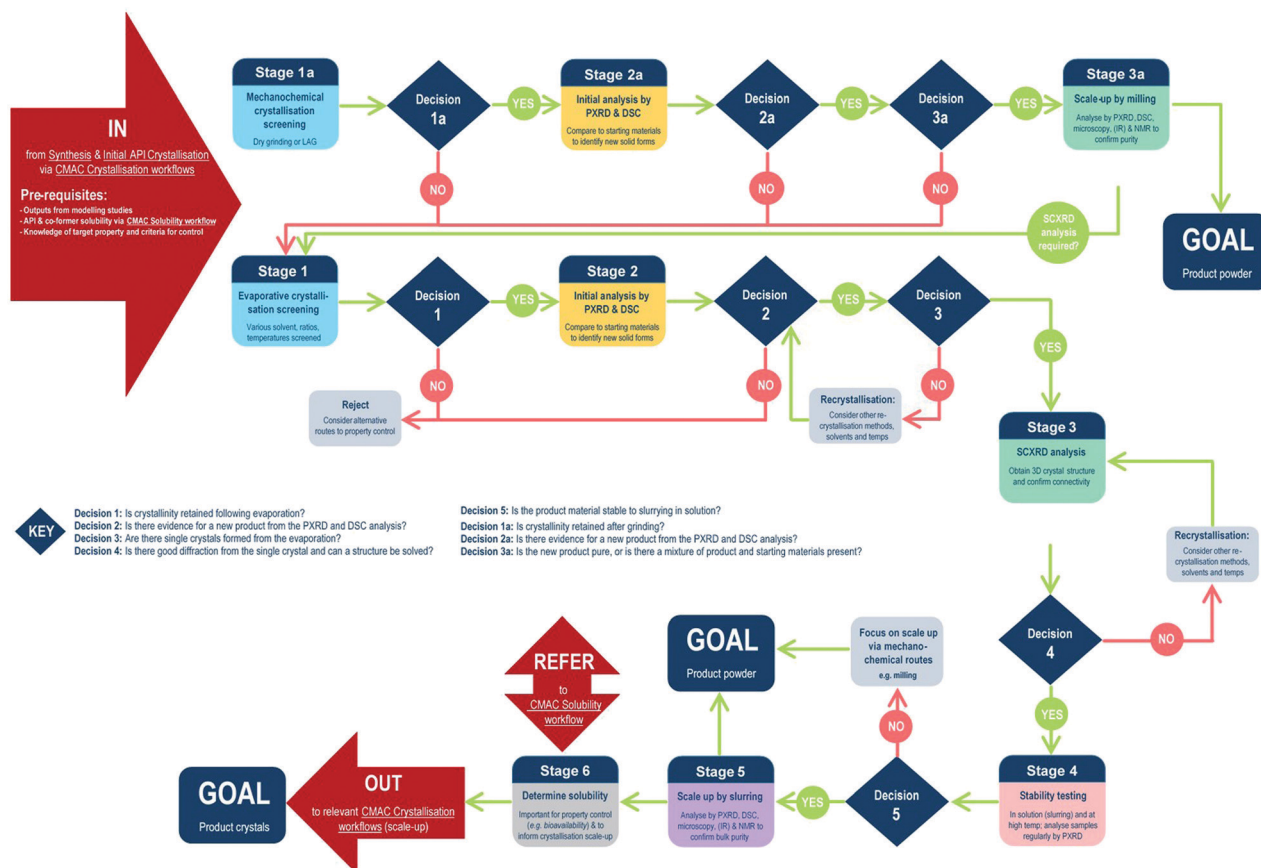 IN
from Synthesis & Initial API Crystallisation
via CMAC Crystallisation workflows
Pre-requisites:
- Outputs from modelling studies
- API & co-former solubility via CMAC Solubility workflow
- Knowledge of target property and criteria for control
Stage 1a
Mechanochemical
crystallisation
screening
Dry grinding or LAG
Decision
1a
YES
NO
Stage 2a
Initial analysis by
PXRD & DSC
Compare to starting materials
to identify new solid forms
Decision
2a
YES
NO
Decision
3a
YES
NO
Stage 3a
Scale-up by milling
Analyse by PXRD, DSC,
microscopy, (IR) & NMR to
confirm purity
SCXRD
analysis
required?
GOAL
Product powder
Stage 1
Evaporative crystalli-
sation screening
Various solvent, ratios,
temperatures screened
Decision
1
YES
NO
Stage 2
Initial analysis by
PXRD & DSC
Compare to starting materials
to identify new solid forms
Decision
2
YES
NO
Decision
3
YES
NO
Reject
Consider alternative
routes to property control
Recrystallisation:
Consider other re-
crystallisation methods,
solvents and temps
Stage 3
SCXRD analysis
Obtain 3D crystal structure
and confirm connectivity
KEY
Decision 1: Is crystallinity retained following evaporation?
Decision 2: Is there evidence for a new product from the PXRD and DSC analysis?
Decision 3: Are there single crystals formed from the evaporation?
Decision 4: Is there good diffraction from the single crystal and can a structure be solved?
Decision 5: Is the product material stable to slurrying in solution?
Decision 1a: Is crystallinity retained after grinding?
Decision 2a: Is there evidence for a new product from the PXRD and DSC analysis?
Decision 3a: Is the new product pure, or is there a mixture of product and starting materials present?
Recrystallisation:
Consider other re-
crystallisation methods,
solvents and temps
Decision
4
NO
YES
Stage 4
Stability testing
In solution (slurring) and at
high temp; analyse samples
regularly by PXRD
Decision
5
NO
YES
Focus on scale up
via mechano-
chemical routes
e.g. milling
GOAL
Product powder
Stage 5
Scale up by slurring
Analyse by PXRD, DSC,
microscopy, (IR) & NMR to
confirm bulk purity
REFER
to
CMAC Solubility
workflow
Stage 6
Determine solubility
Important for property control
(e.g. bioavailability) & to
inform crystallisation scale-up
OUT
to relevant CMAC Crystallisation
workflows (scale-up)
GOAL
Product crystals